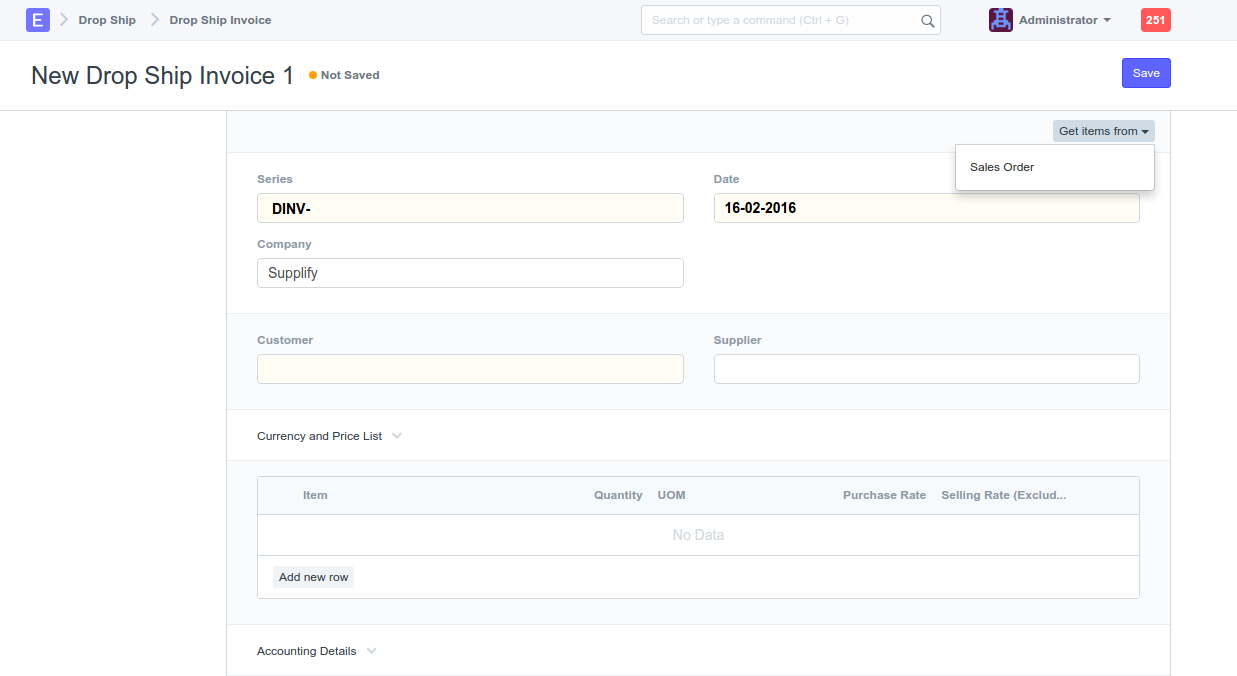 E Drop Ship Drop Ship Invoice Search or type a command (Ctrl + G) Administrator 251
New Drop Ship Invoice 1 Not Saved Save
Get items from
Sales Order
Series Date
DINV- 16-02-2016
Company
Supplify
Customer Supplier
Currency and Price List
Item Quantity UOM Purchase Rate Selling Rate (Exclud...
No Data
Add new row
Accounting Details